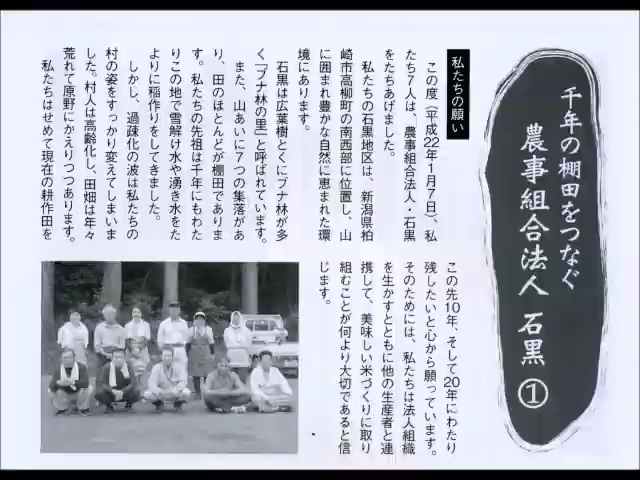 千年の棚田をつなぐ
農事組合法人 石黒①
私たちの願い
この度（平成22年1月7日）、私
たち7人は、農事組合法人・石黒
をたちあげました。
私たちの石黒地区は、新潟県柏
崎市高柳町の南西部に位置し、山
に囲まれ豊かな自然に恵まれた環
境にあります。
石黒は広葉樹とくにブナ林が多
く「ブナ林の里」と呼ばれています。
また、山あいに7つの集落があ
り、田のほとんどが棚田でありま
す。私たちの先祖は千年にもわた
りこの地で雪解け水や湧き水をた
よりに稲作りをしてきました。
しかし、過疎化の波は私たちの
村の姿をすっかり変えてしまいま
した。村人は高齢化し、田畑は年々
荒れて原野にかえりつつあります。
私たちはせめて現在の耕作田を
この先10年、そして20年にわたり
残したいと心から願っています。
そのためには、私たちは法人組織
を生かすとともに他の生産者と連
携して、美味しい米づくりに取り
組むことが何より大切であると信
じます。